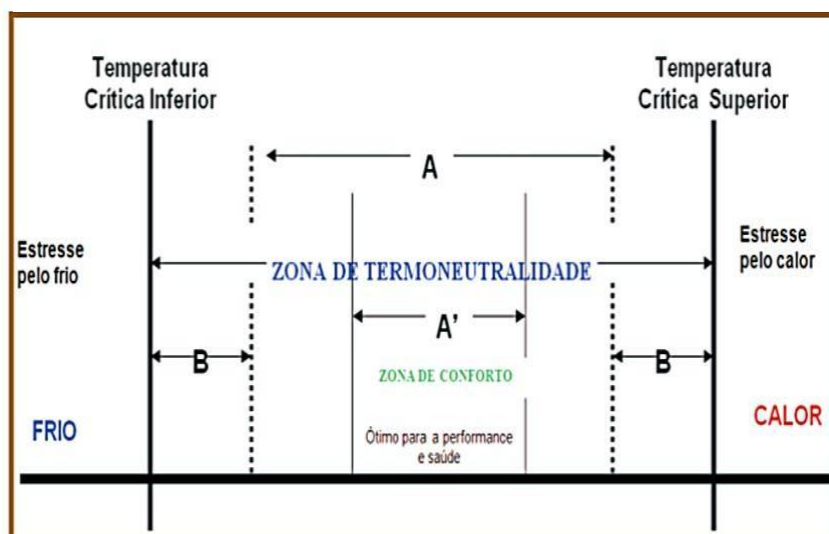 Temperatura
Crítica Inferior
Temperatura
Crítica Superior
A
Estresse
pelo frio
ZONA DE TERMONEUTRALIDADE
Estresse
pelo calor
A'
B
B
ZONA DE CONFORTO
FRIO
Ótimo para a performance
e saúde
CALOR